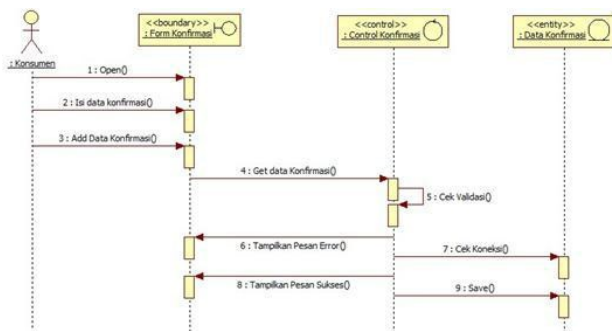 <<boundary>>
: Form Konfirmasi
<<control>>
: Control Konfirmasi
<<entity>>
: Data Konfirmasi
: Konsumen
1 : Open()
2 : Isi data konfirmasi()
3 : Add Data Konfirmasi()
4 : Get data Konfirmasi()
5 : Cek Validasi()
6 : Tampilkan Pesan Error()
7 : Cek Koneksi()
8 : Tampilkan Pesan Sukses()
9 : Save()